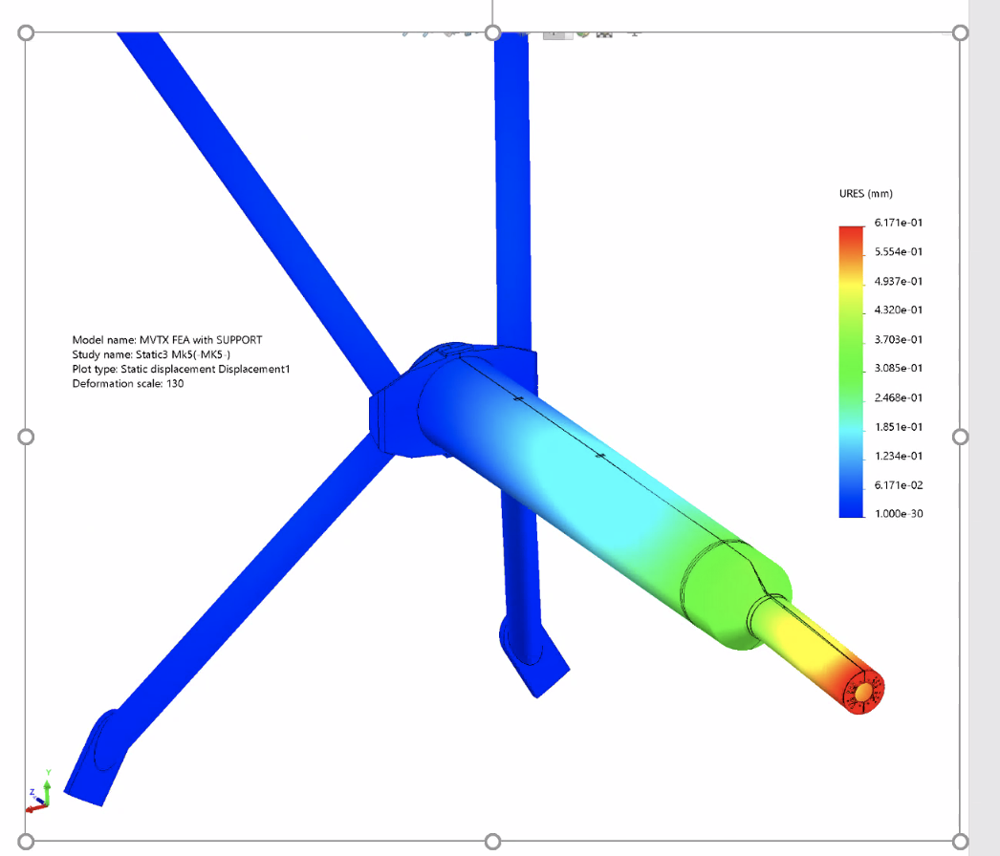 URES (mm)
6.171e-01
5.554e-01
4.937e-01
4.320e-01
3.703e-01
3.085e-01
2.468e-01
1.851e-01
1.234e-01
6.171e-02
1.000e-30
Model name: MVTX FEA with SUPPORT
Study name: Static3 Mk5(-MK5-)
Plot type: Static displacement Displacement1
Deformation scale: 130
Y
Z